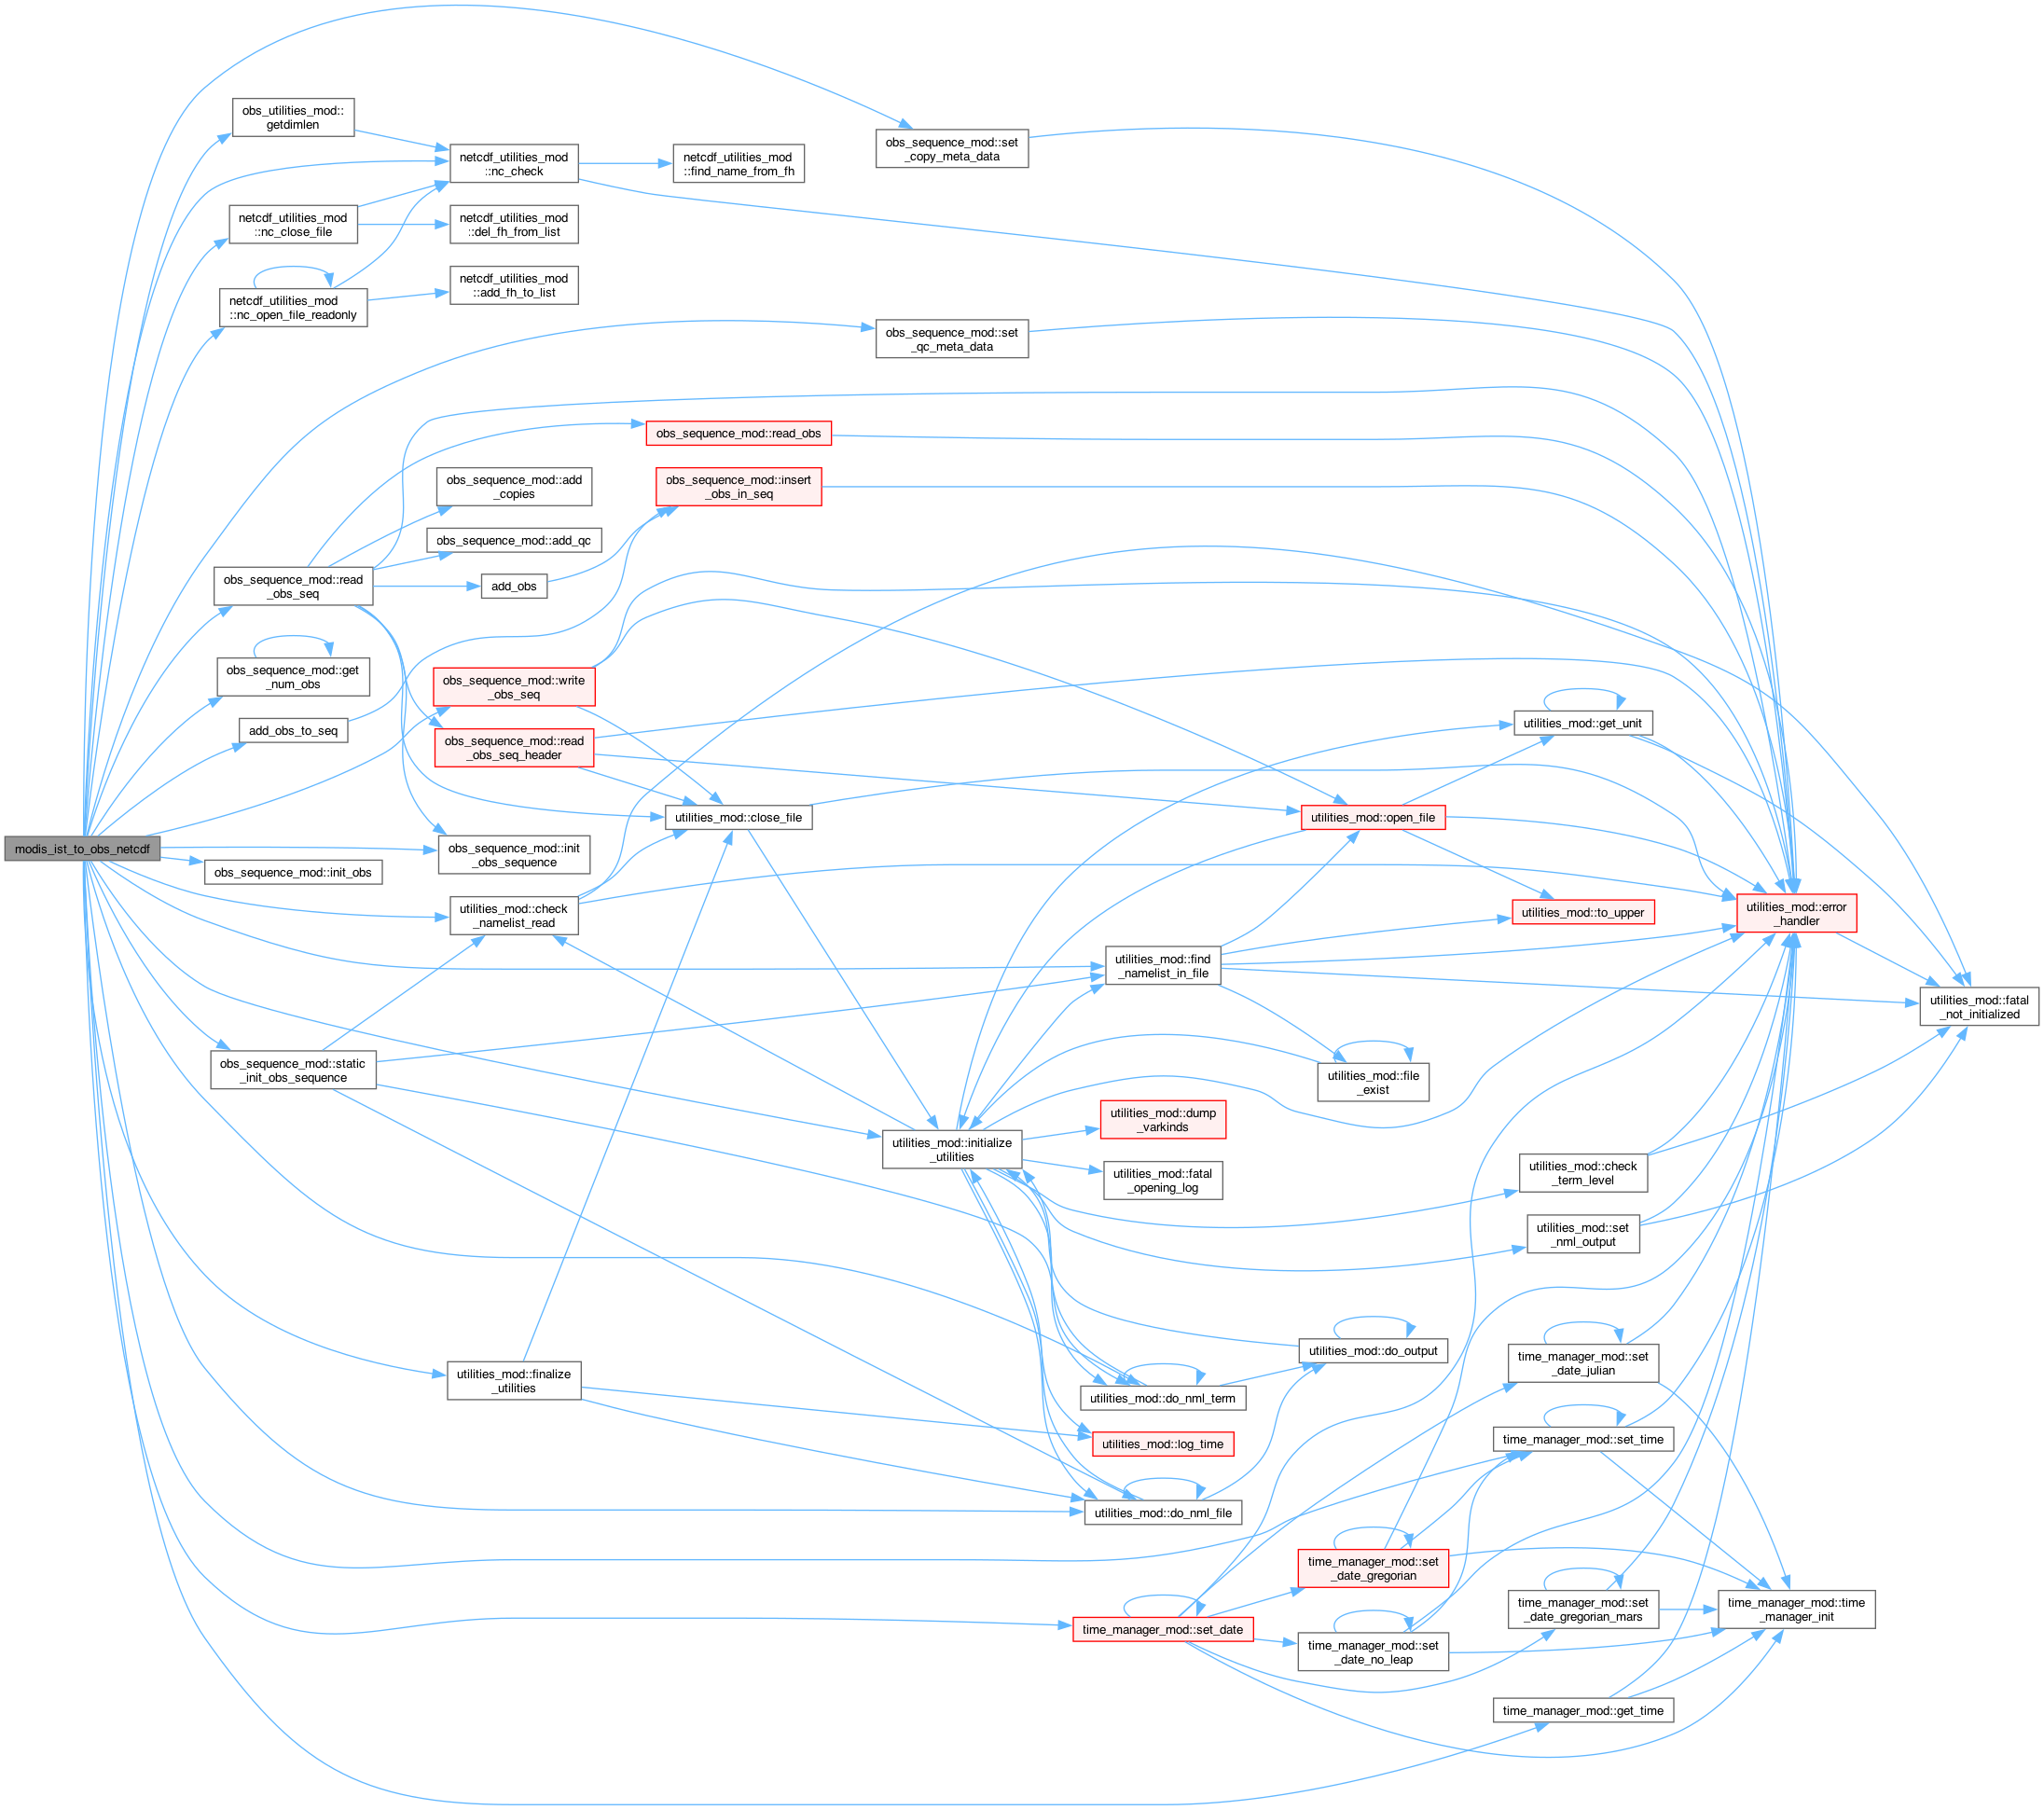 modis_ist_to_obs_netcdf
obs_utilities_mod::
getdimlen
netcdf_utilities_mod
::nc_check
netcdf_utilities_mod
::find_name_from_fh
netcdf_utilities_mod
::nc_close_file
netcdf_utilities_mod
::del_fh_from_list
netcdf_utilities_mod
::nc_open_file_readonly
netcdf_utilities_mod
::add_fh_to_list
obs_sequence_mod::set
_copy_meta_data
obs_sequence_mod::set
_qc_meta_data
obs_sequence_mod::read_obs
obs_sequence_mod::add
_copies
obs_sequence_mod::insert
_obs_in_seq
obs_sequence_mod::add_qc
obs_sequence_mod::read
_obs_seq
add_obs
obs_sequence_mod::get
_num_obs
obs_sequence_mod::write
_obs_seq
add_obs_to_seq
obs_sequence_mod::read
_obs_seq_header
utilities_mod::get_unit
utilities_mod::close_file
utilities_mod::open_file
obs_sequence_mod::init
_obs_sequence
obs_sequence_mod::init_obs
utilities_mod::check
_namelist_read
utilities_mod::to_upper
utilities_mod::error
_handler
utilities_mod::find
_namelist_in_file
utilities_mod::fatal
_not_initialized
obs_sequence_mod::static
_init_obs_sequence
utilities_mod::file
_exist
utilities_mod::dump
_varkinds
utilities_mod::initialize
_utilities
utilities_mod::fatal
_opening_log
utilities_mod::check
_term_level
utilities_mod::set
_nml_output
utilities_mod::do_output
time_manager_mod::set
_date_julian
utilities_mod::finalize
_utilities
utilities_mod::do_nml_term
utilities_mod::log_time
time_manager_mod::set_time
utilities_mod::do_nml_file
time_manager_mod::set
_date_gregorian
time_manager_mod::set
_date_gregorian_mars
time_manager_mod::time
_manager_init
time_manager_mod::set_date
time_manager_mod::set
_date_no_leap
time_manager_mod::get_time